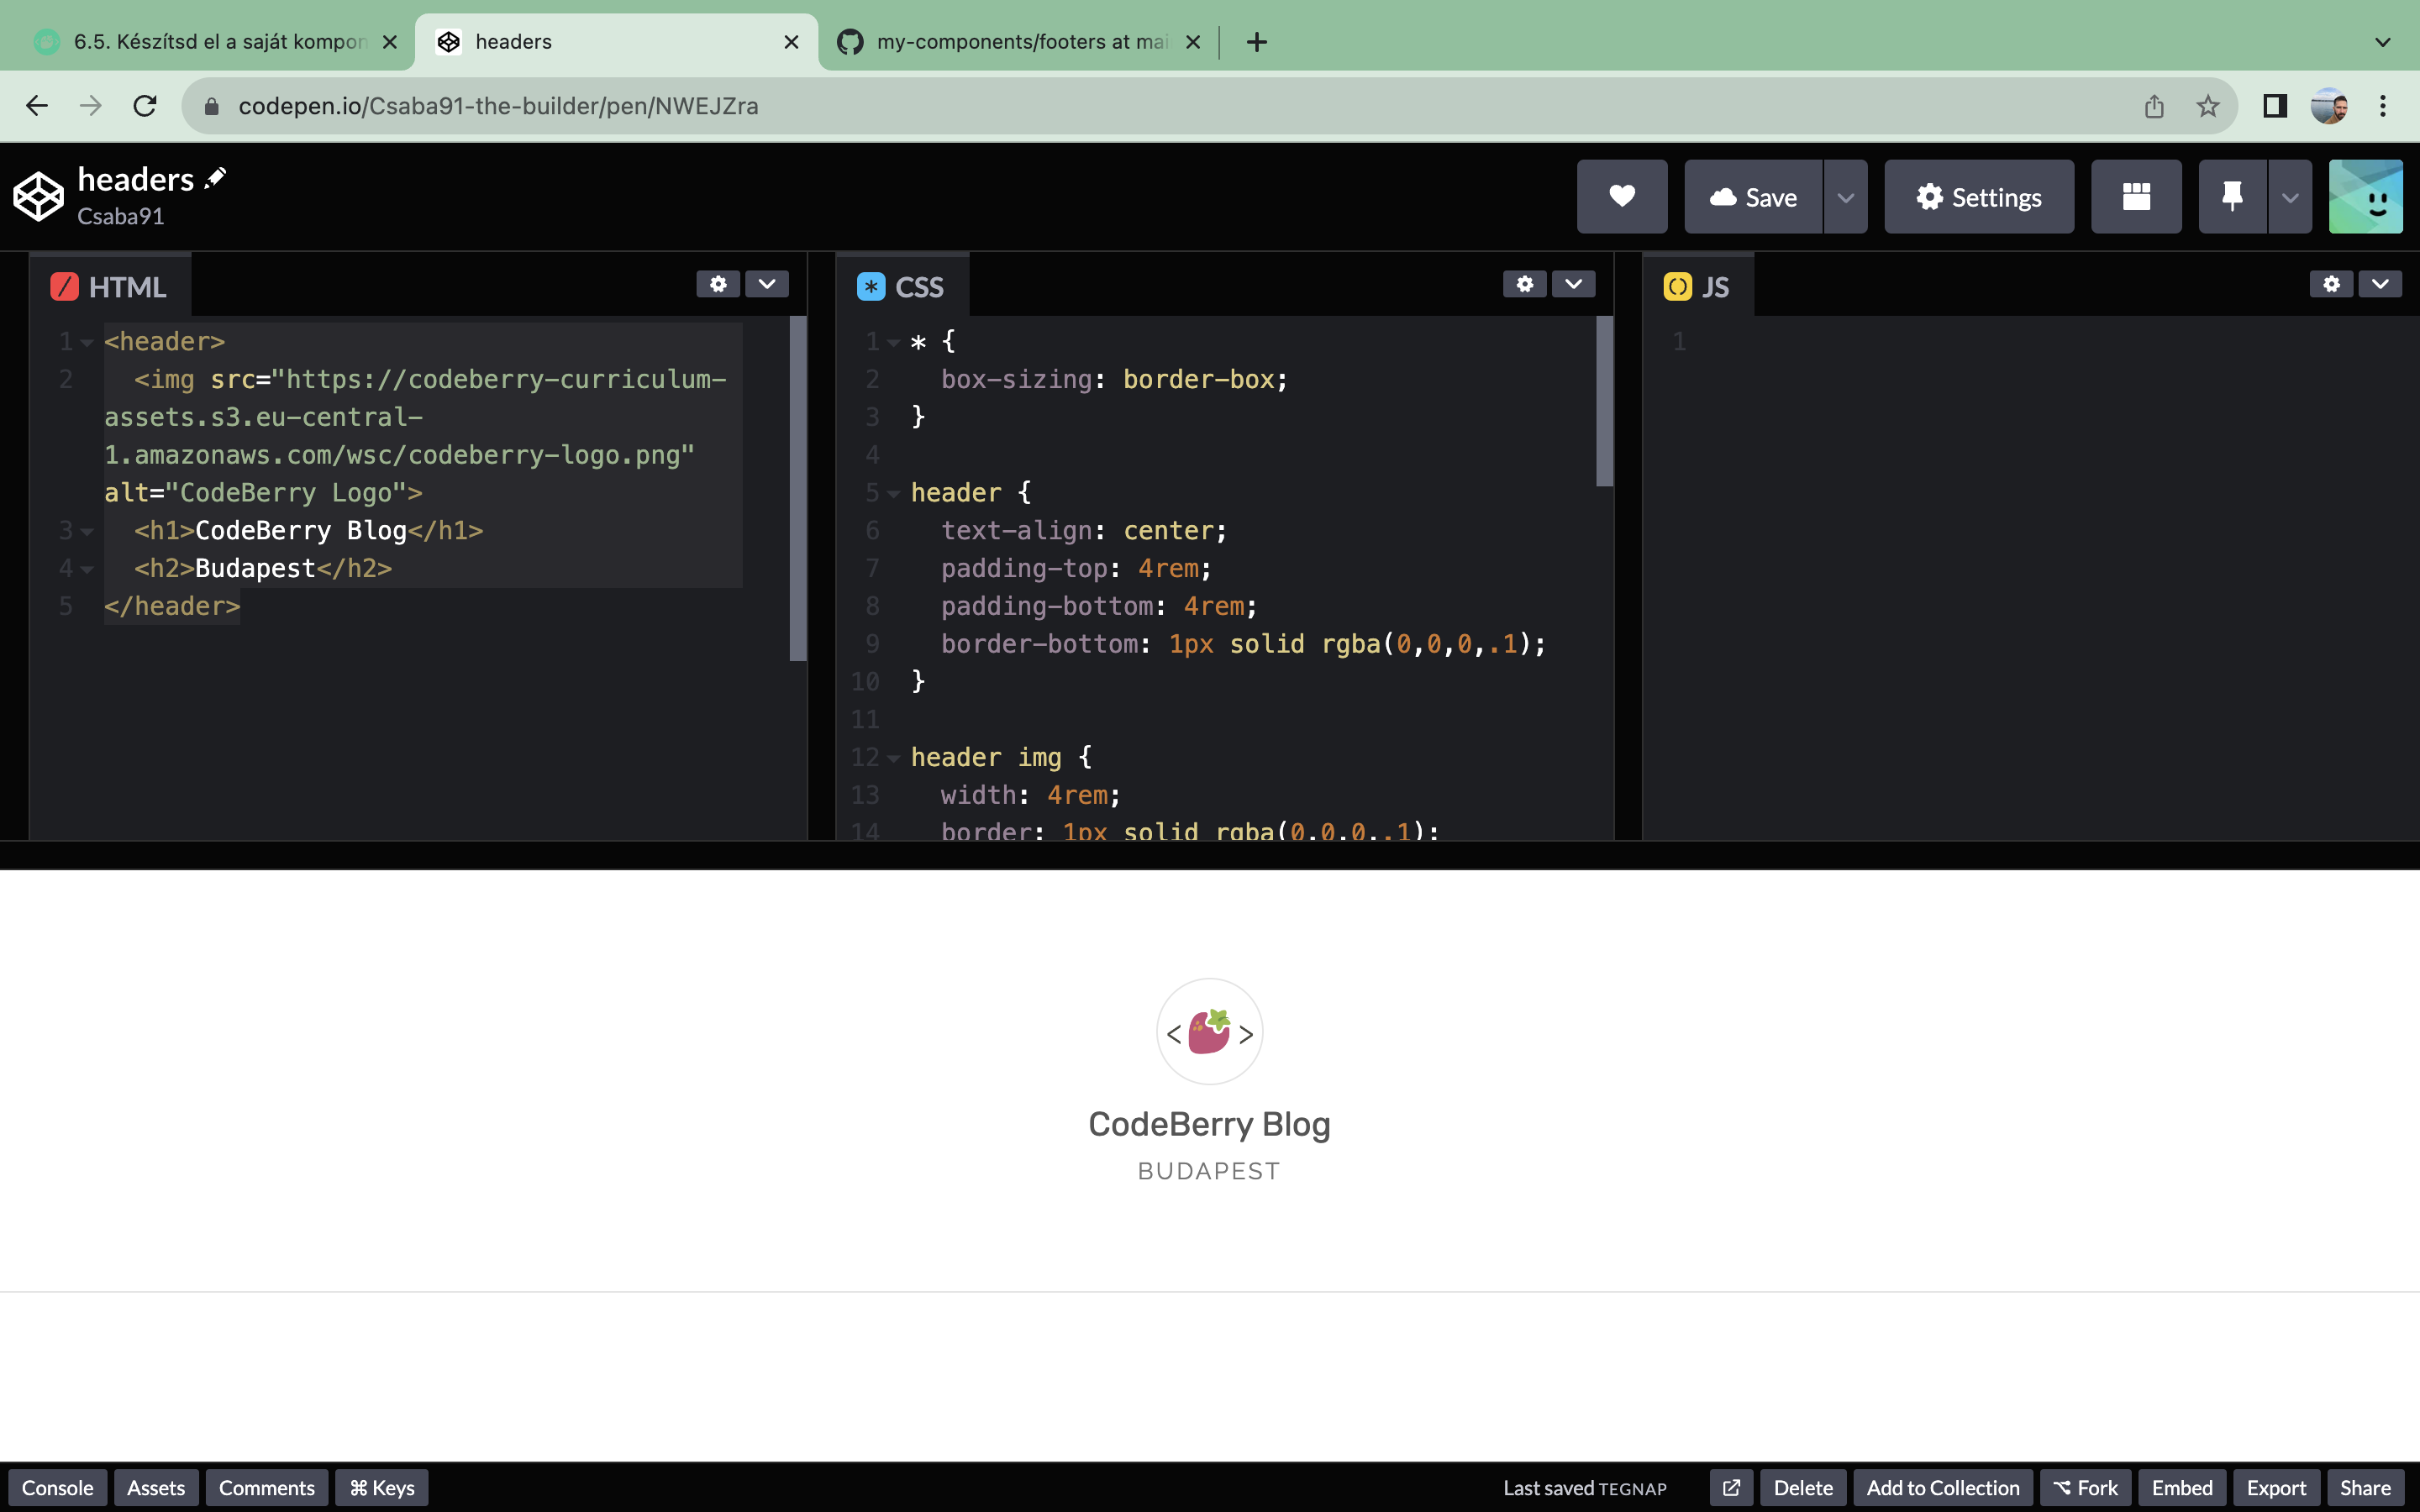 6.5. Készítsd el a saját kompon
headers
my-components/footers at mai
codepen.io/Csaba91-the-builder/pen/NWEJZra
headers
Csaba91
Save
Settings
HTML
1 <header>
2 <img src="https://codeberry-curriculum-
assets.s3.eu-central-
1.amazonaws.com/wsc/codeberry-logo.png"
alt="CodeBerry Logo">
3 <h1>CodeBerry Blog</h1>
4 <h2>Budapest</h2>
5 </header>
CSS
1 * {
2 box-sizing: border-box;
3 }
4
5 header {
6 text-align: center;
7 padding-top: 4rem;
8 padding-bottom: 4rem;
9 border-bottom: 1px solid rgba(0,0,0,.1);
10 }
11
12 header img {
13 width: 4rem;
14 border: 1px solid rgba(0,0,0,.1);
JS
1
< >
CodeBerry Blog
BUDAPEST
Console Assets Comments ⌘ Keys Last saved TEGNAP Delete Add to Collection Fork Embed Export Share